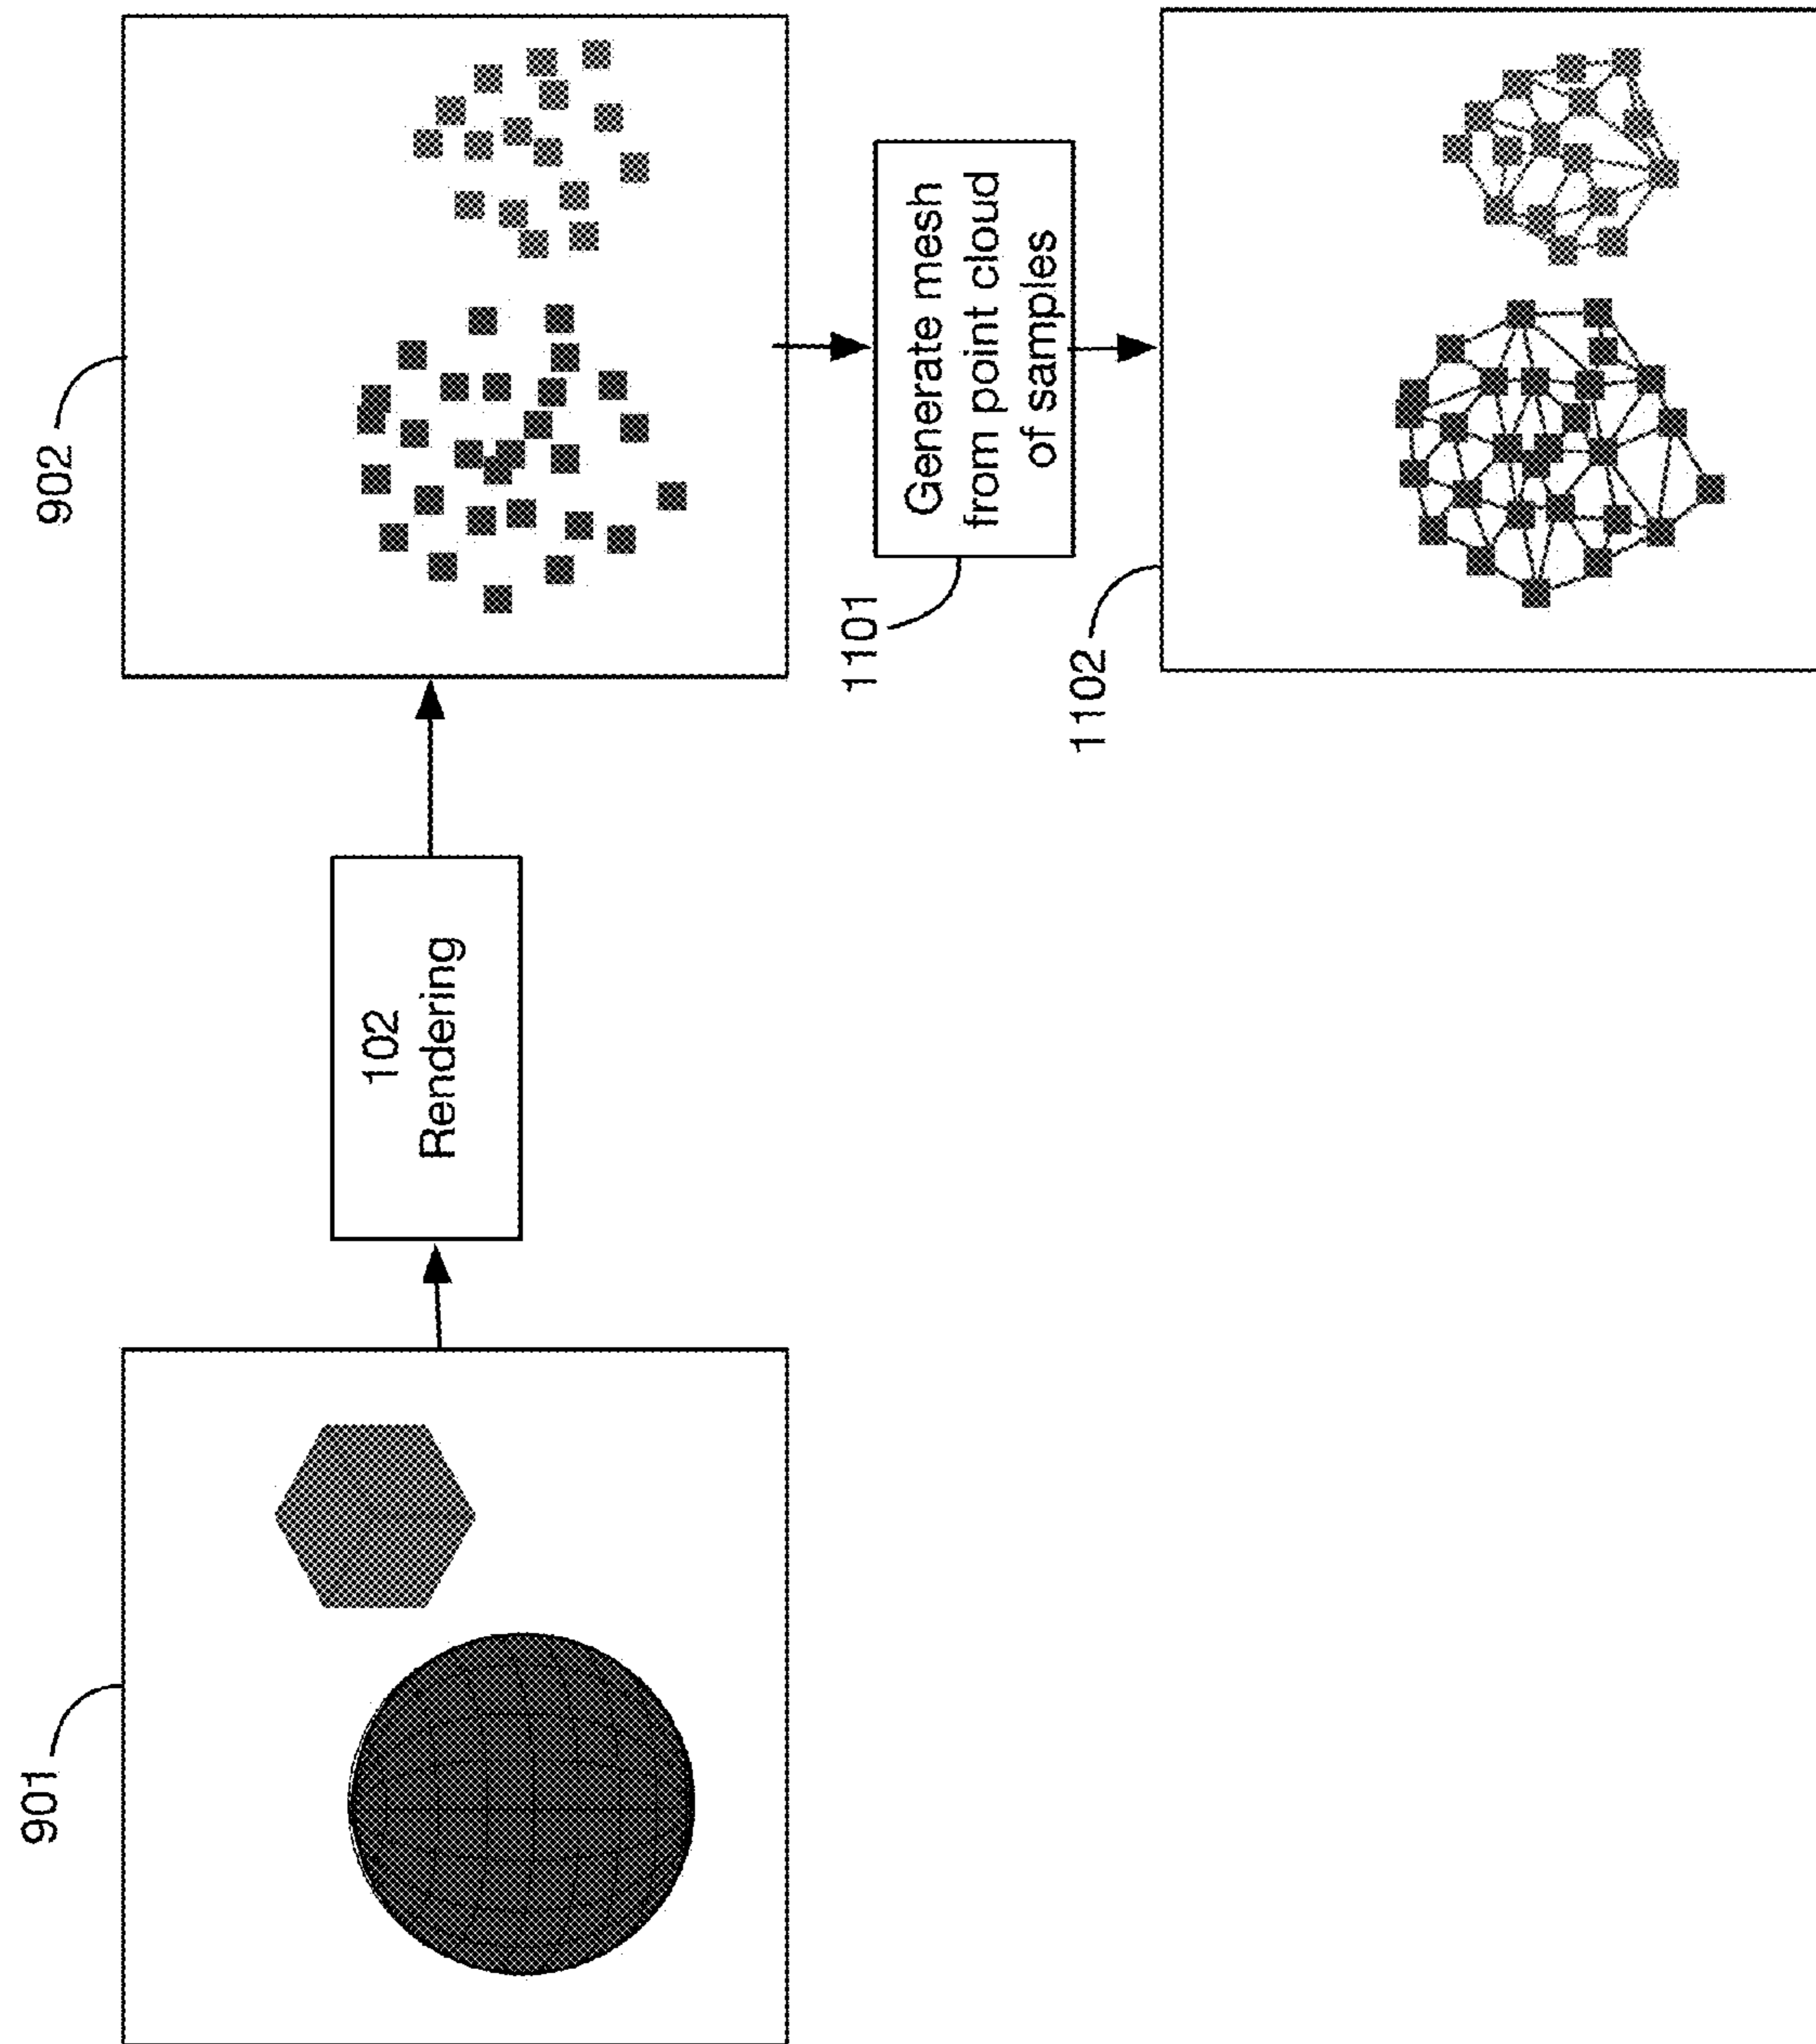 901
102
Rendering
902
1101
Generate mesh
from point cloud
of samples
1102